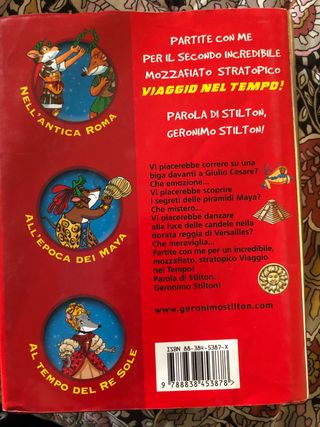 PARTITE CON ME
PER IL SECONDO INCREDIBILE
MOZZAFIATO STRATOPICO
VIAGGIO NEL TEMPO!
PAROLA DI STILTON,
GERONIMO STILTON!
NELL'ANTICA ROMA
ALL'EPOCA DEI MAYA
AL TEMPO DEL RE SOLE
Vi piacerebbe correre su una
biga davanti a Giulio Cesare?
Che emozione...
Vi piacerebbe scoprire
i segreti delle piramidi Maya?
Che mistero...
Vi piacerebbe danzare
alla luce delle candele nella
dorata reggia di Versailles?
Che meraviglia...
Partite con me per un incredibile,
mozzafiato, stratopico Viaggio
nel Tempo!
Parola di Stilton,
Geronimo Stilton!
www.geronimostilton.com
ISBN 88-384-5387-X
9 788838 453878 >